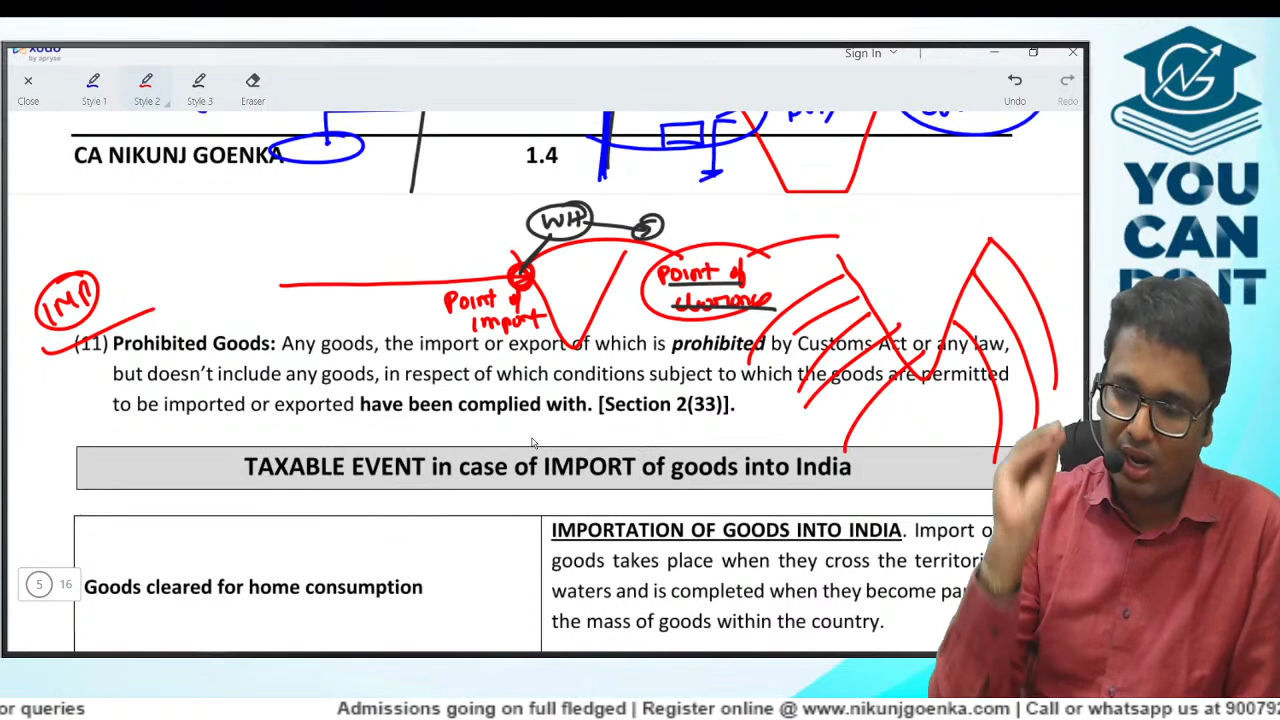 by apryse
Sign In
Close
Style 1
Style 2
Style 3
Eraser
Undo
Redo
CA NIKUNJ GOENKA
1.4
WH
5
IMP
Point of
import
Point of
clearance
(11) Prohibited Goods: Any goods, the import or export of which is prohibited by Customs Act or any law,
but doesn't include any goods, in respect of which conditions subject to which the goods are permitted
to be imported or exported have been complied with. [Section 2(33)].
TAXABLE EVENT in case of IMPORT of goods into India
Goods cleared for home consumption
IMPORTATION OF GOODS INTO INDIA. Import o
goods takes place when they cross the territori
waters and is completed when they become pa
the mass of goods within the country.
5 16
YOU
CAN
DO IT
or queries
Admissions going on full fledged | Register online @ www.nikunjgoenka.com | Call or whatsapp us at 900792